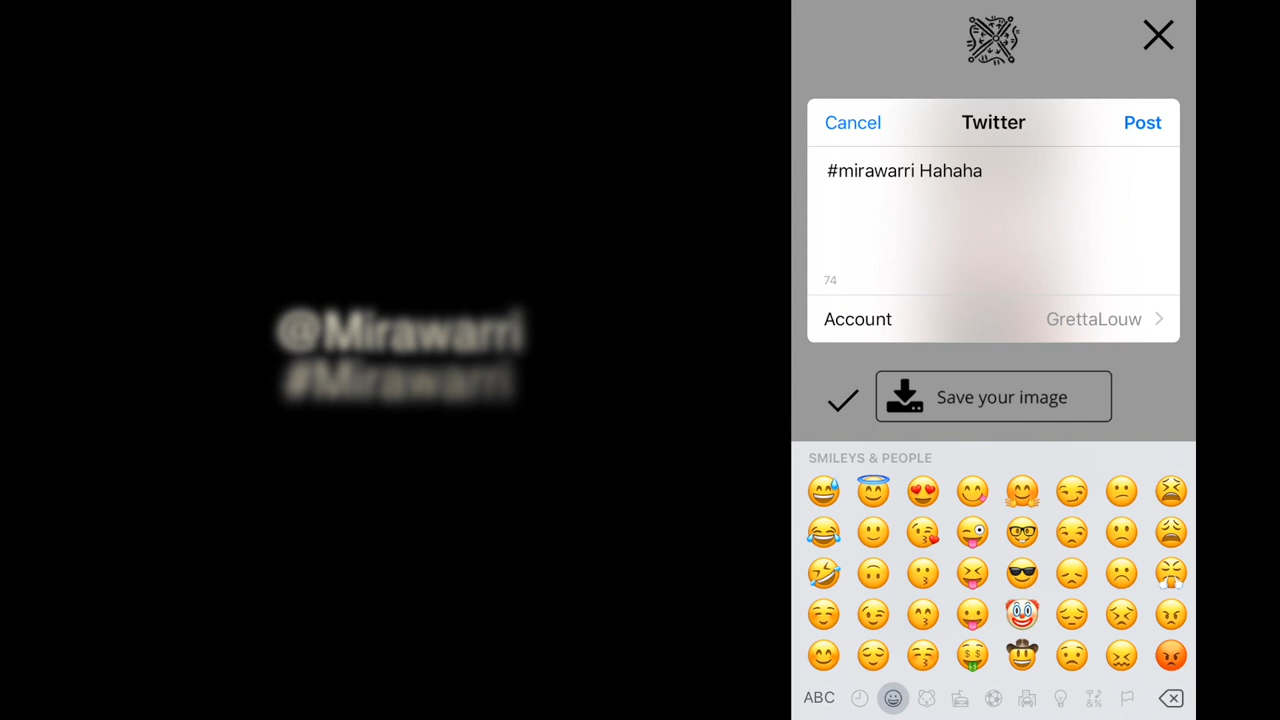 @Mirawarri
#Mirawarri
Cancel Twitter Post
#mirawarri Hahaha
74
Account GrettaLouw
Save your image
SMILEYS & PEOPLE
ABC